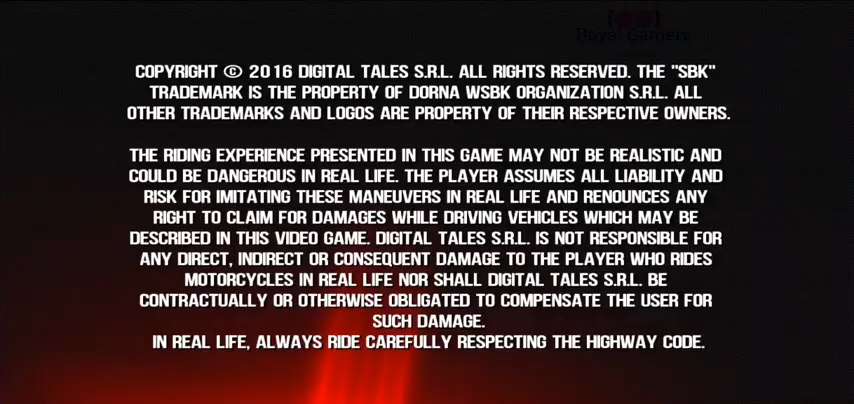 Royal Gamerz
COPYRIGHT © 2016 DIGITAL TALES S.R.L. ALL RIGHTS RESERVED. THE "SBK"
TRADEMARK IS THE PROPERTY OF DORNA WSBK ORGANIZATION S.R.L. ALL
OTHER TRADEMARKS AND LOGOS ARE PROPERTY OF THEIR RESPECTIVE OWNERS.
THE RIDING EXPERIENCE PRESENTED IN THIS GAME MAY NOT BE REALISTIC AND
COULD BE DANGEROUS IN REAL LIFE. THE PLAYER ASSUMES ALL LIABILITY AND
RISK FOR IMITATING THESE MANEUVERS IN REAL LIFE AND RENOUNCES ANY
RIGHT TO CLAIM FOR DAMAGES WHILE DRIVING VEHICLES WHICH MAY BE
DESCRIBED IN THIS VIDEO GAME. DIGITAL TALES S.R.L. IS NOT RESPONSIBLE FOR
ANY DIRECT, INDIRECT OR CONSEQUENT DAMAGE TO THE PLAYER WHO RIDES
MOTORCYCLES IN REAL LIFE NOR SHALL DIGITAL TALES S.R.L. BE
CONTRACTUALLY OR OTHERWISE OBLIGATED TO COMPENSATE THE USER FOR
SUCH DAMAGE.
IN REAL LIFE, ALWAYS RIDE CAREFULLY RESPECTING THE HIGHWAY CODE.